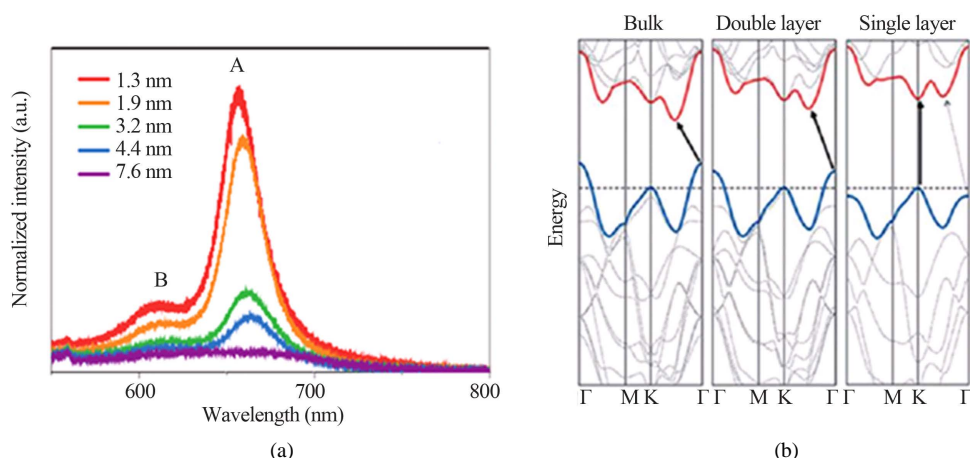 Normalized intensity (a.u.)
A
B
1.3 nm
1.9 nm
3.2 nm
4.4 nm
7.6 nm
600
700
800
Wavelength (nm)
(a)
Bulk
Double layer
Single layer
Energy
Γ
M
K
Γ
Γ
M
K
Γ
Γ
M
K
Γ
(b)